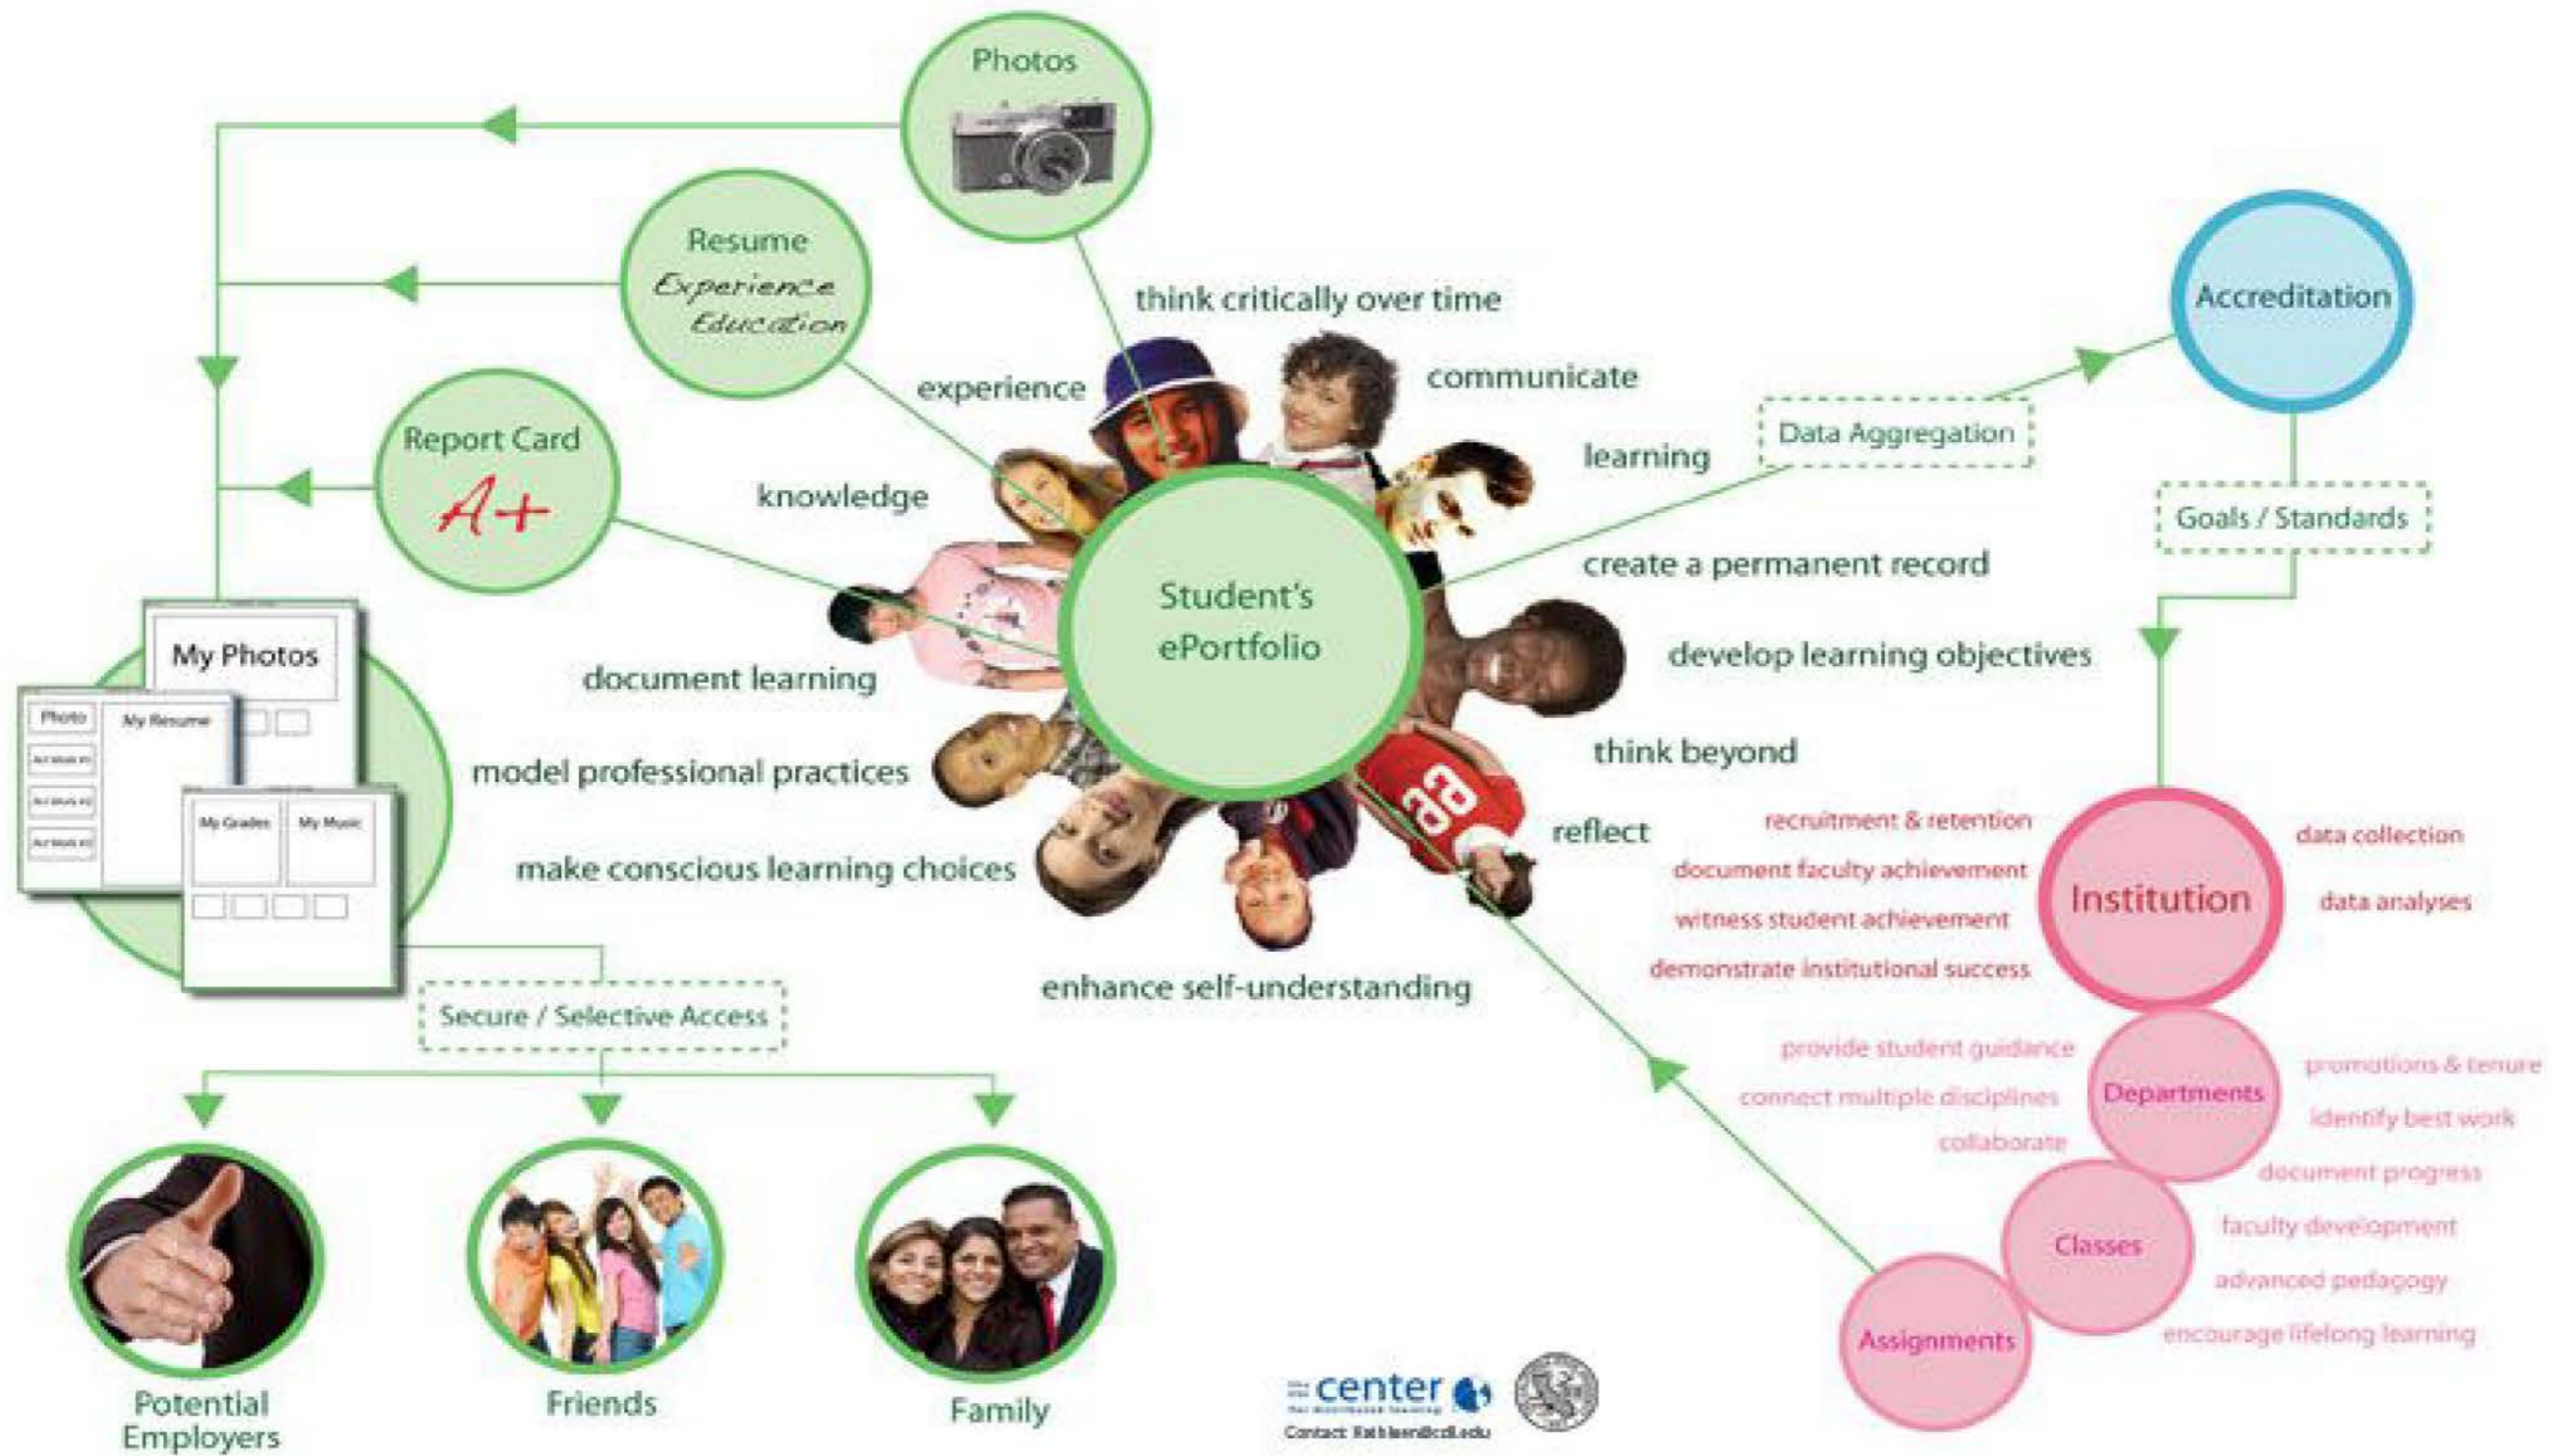 Photos
Resume
Experience
Education
Report Card
A+
think critically over time
experience
communicate
learning
knowledge
Data Aggregation
Accreditation
Goals / Standards
Student's
ePortfolio
create a permanent record
develop learning objectives
document learning
think beyond
model professional practices
reflect
make conscious learning choices
enhance self-understanding
My Photos
Photo
My Resume
My Grades
My Music
Secure / Selective Access
Potential
Employers
Friends
Family
recruitment & retention
document faculty achievement
witness student achievement
demonstrate institutional success
Institution
data collection
data analyses
provide student guidance
connect multiple disciplines
collaborate
Departments
promotions & tenure
identify best work
document progress
Classes
faculty development
advanced pedagogy
encourage lifelong learning
Assignments
99
center
Contact: